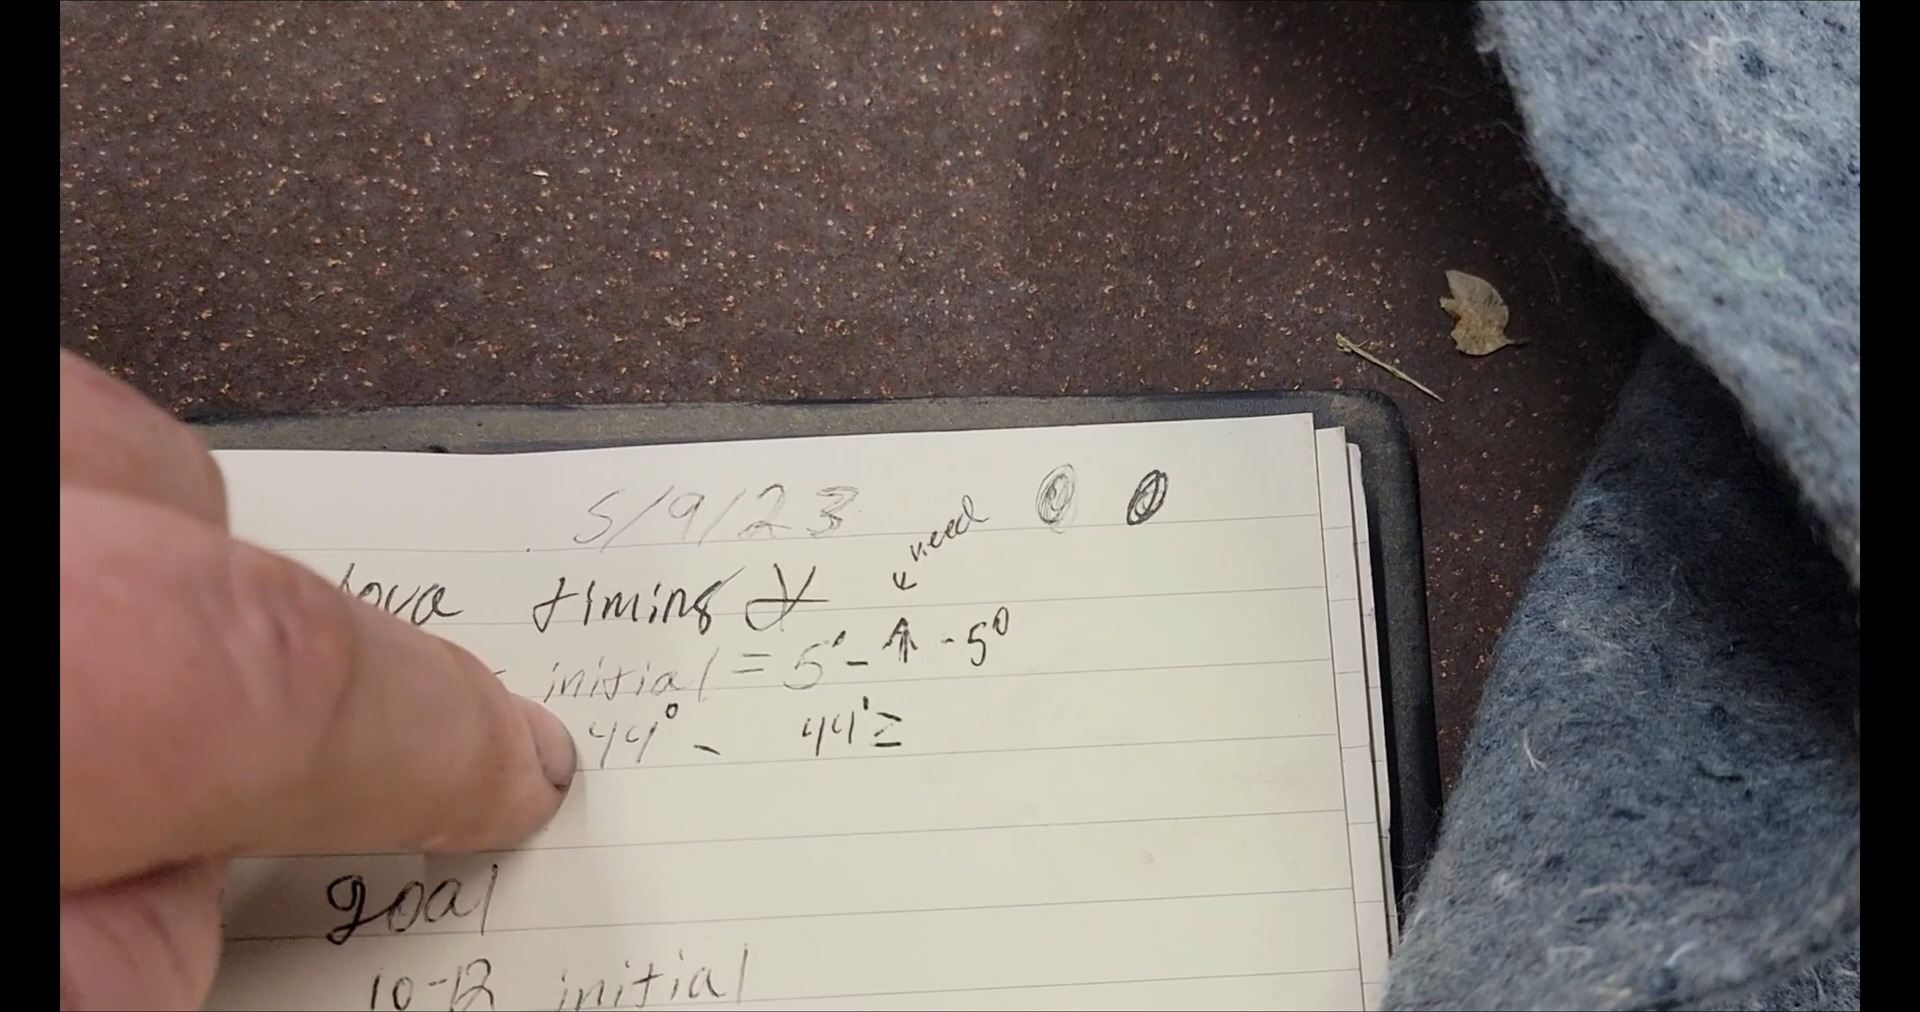 5/9/23
need
timing
initial = 5° - ↑ - 5°
44° - 44° ≥
goal
10-12 initial